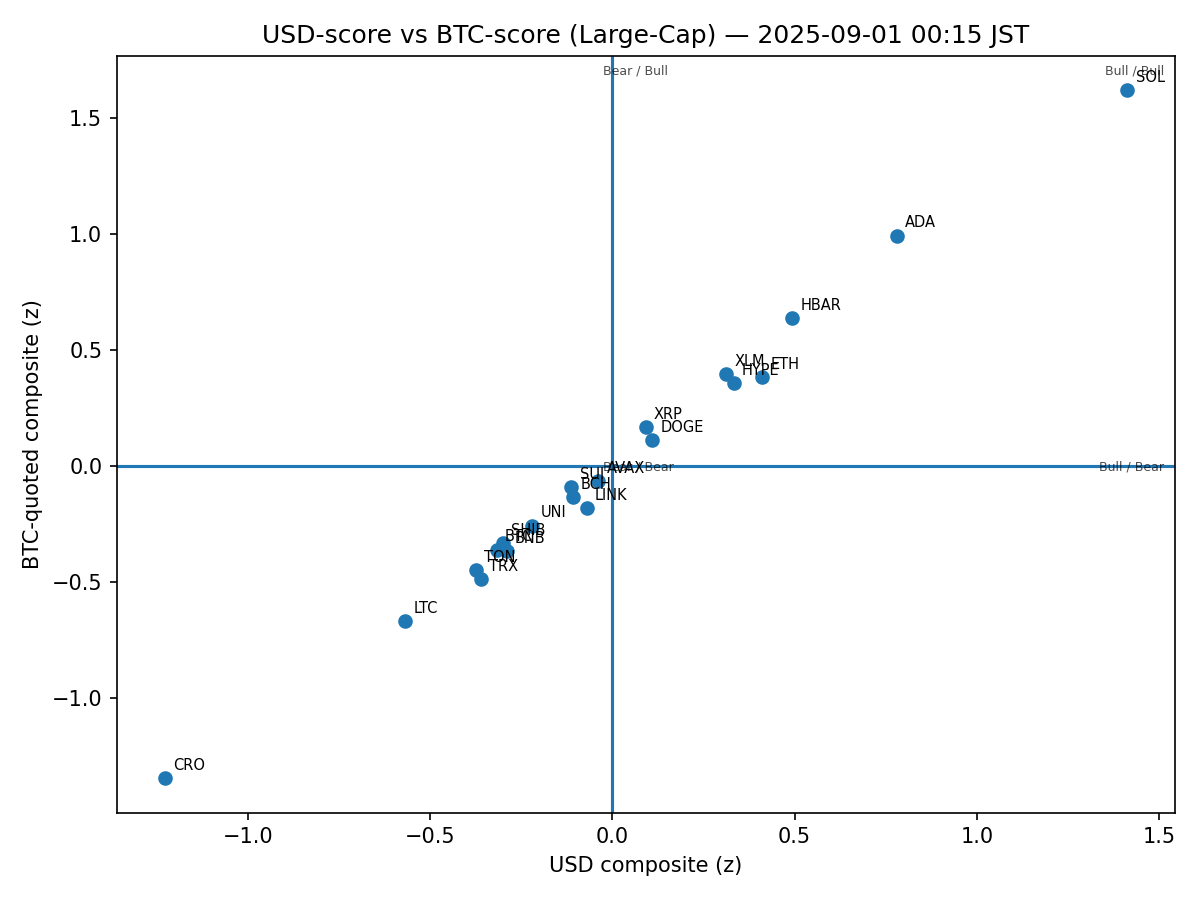 USD-score vs BTC-score (Large-Cap) — 2025-09-01 00:15 JST
Bear / Bull
Bull / Bull
SOL
1.5
ADA
1.0
HBAR
0.5
XLM
HYPE
ETH
XRP
DOGE
0.0
Bear / Bear
Bull / Bear
AVAX
SUI
BCH
LINK
UNI
SHIB
BTC
BNB
TON
TRX
−0.5
LTC
−1.0
CRO
−1.0
−0.5
0.0
0.5
1.0
1.5
USD composite (z)
BTC-quoted composite (z)